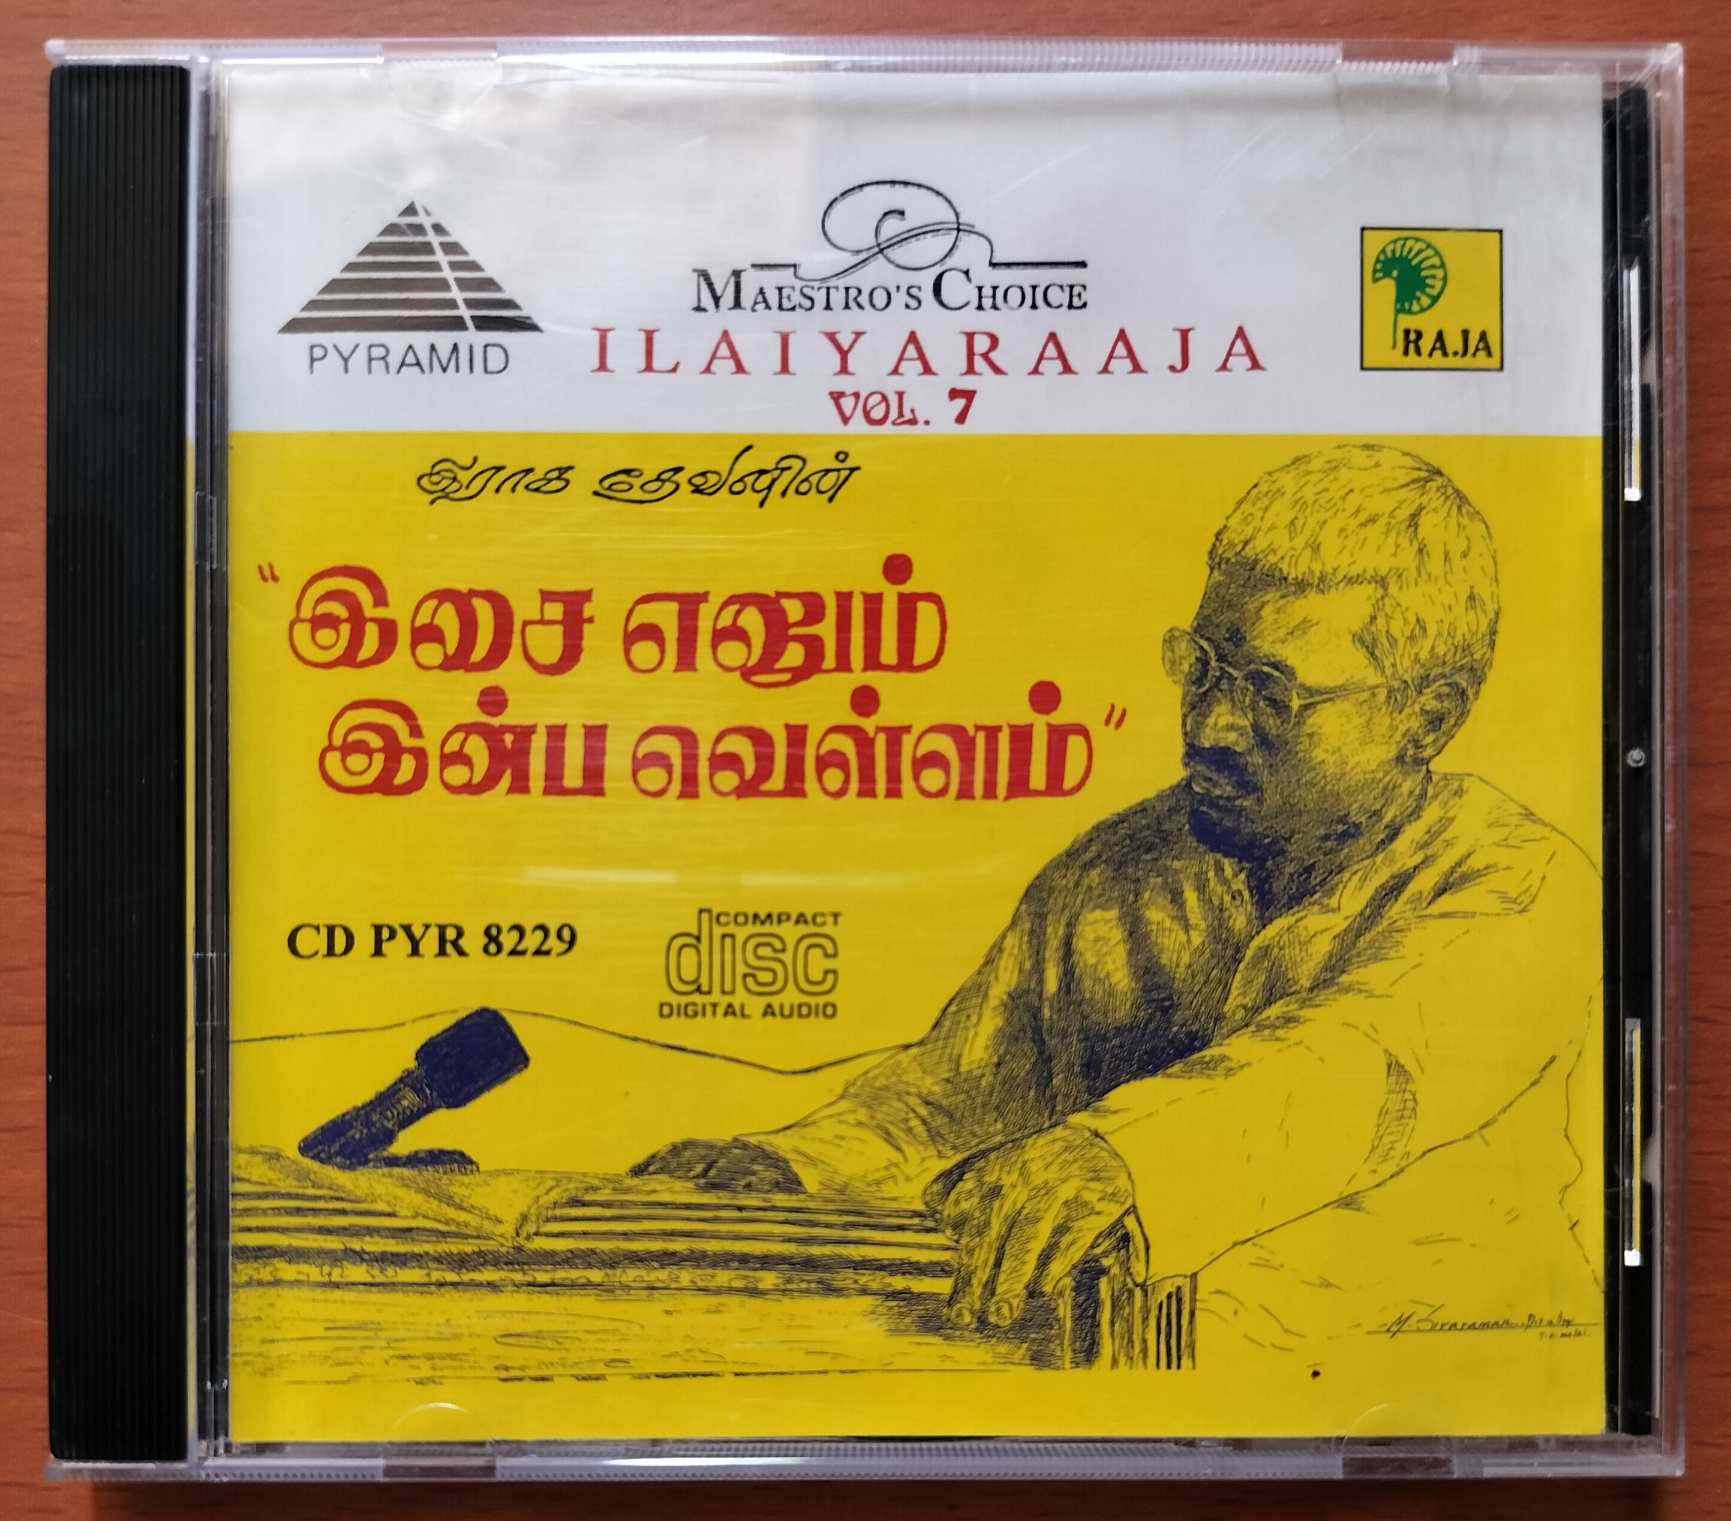 MAESTRO'S CHOICE
PYRAMID
ILAIYARAAJA
RAJA
VOL. 7
இராக தேவனின்
"இசை எனும்
இன்ப வெள்ளம்"
CD PYR 8229
COMPACT
disc
DIGITAL AUDIO
M. Sivaraman